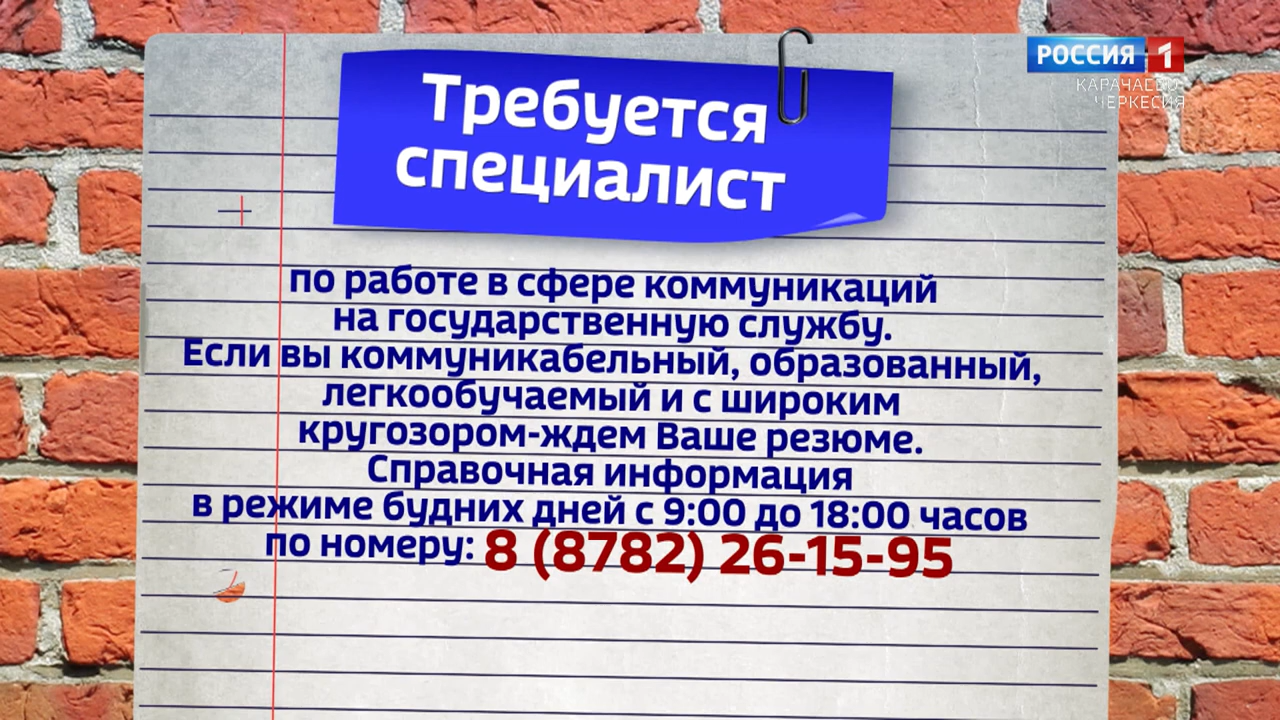 РОССИЯ 1
КАРАЧАЕВО-
ЧЕРКЕСИЯ
Требуется
специалист
по работе в сфере коммуникаций
на государственную службу.
Если вы коммуникабельный, образованный,
легкообучаемый и с широким
кругозором-ждем Ваше резюме.
Справочная информация
в режиме будних дней с 9:00 до 18:00 часов
по номеру: 8 (8782) 26-15-95